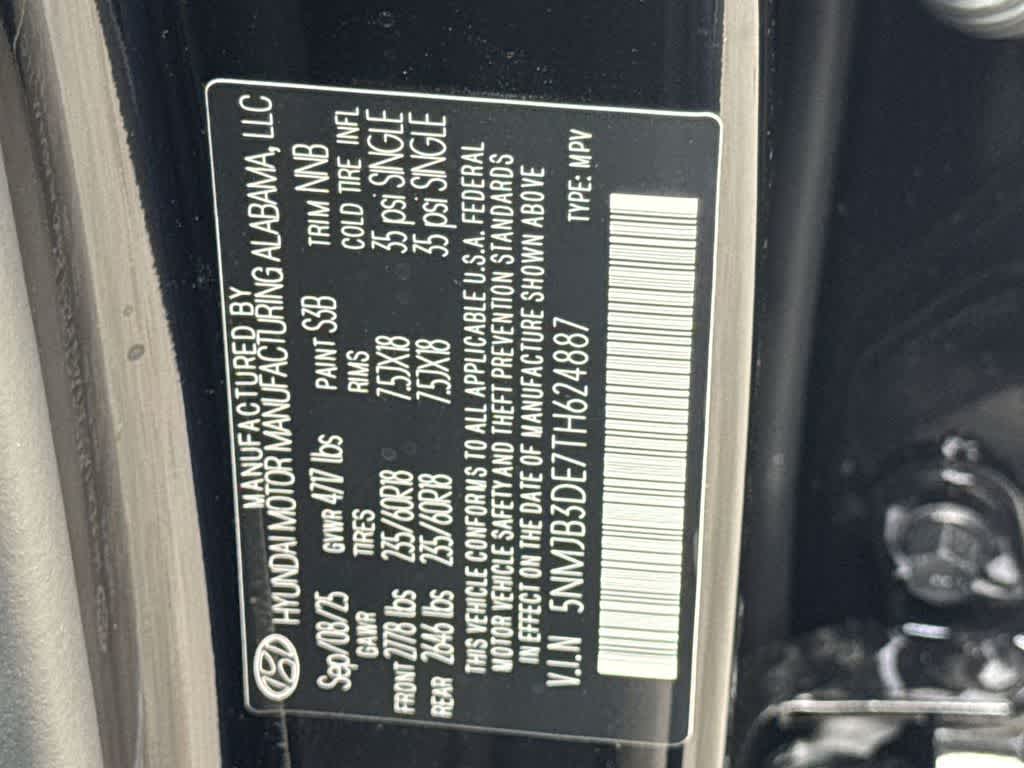 MANUFACTURED BY
HYUNDAI MOTOR MANUFACTURING ALABAMA, LLC
Sep/08/25 GVWR 4717 lbs PAINT S3B TRIM NNB
GAWR TIRES RIMS COLD TIRE INFL
FRONT 2778 lbs 235/60R18 7.5JX18 35 psi SINGLE
REAR 2646 lbs 235/60R18 7.5JX18 35 psi SINGLE
THIS VEHICLE CONFORMS TO ALL APPLICABLE U.S.A. FEDERAL
MOTOR VEHICLE SAFETY AND THEFT PREVENTION STANDARDS
IN EFFECT ON THE DATE OF MANUFACTURE SHOWN ABOVE
V.I.N 5NMJB3DE7TH624887 TYPE: MPV